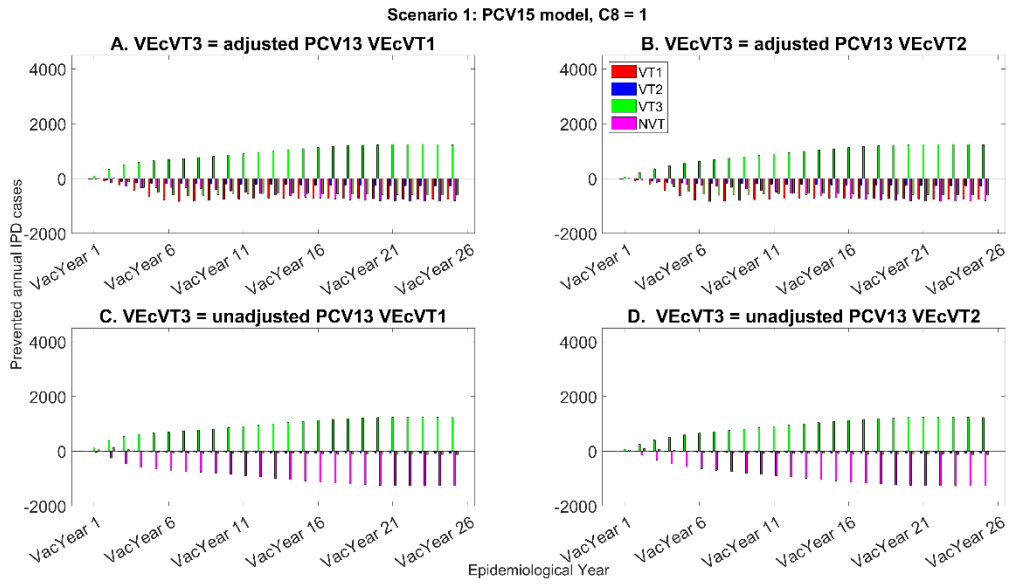 Scenario 1: PCV15 model, C8 = 1
A. VEcVT3 = adjusted PCV13 VEcVT1
4000
2000
0
-2000
VacYear 1
VacYear 6
VacYear 11
VacYear 16
VacYear 21
VacYear 26
B. VEcVT3 = adjusted PCV13 VEcVT2
4000
2000
0
-2000
VT1
VT2
VT3
NVT
VacYear 1
VacYear 6
VacYear 11
VacYear 16
VacYear 21
VacYear 26
Prevented annual IPD cases
C. VEcVT3 = unadjusted PCV13 VEcVT1
4000
2000
0
-2000
VacYear 1
VacYear 6
VacYear 11
VacYear 16
VacYear 21
VacYear 26
D. VEcVT3 = unadjusted PCV13 VEcVT2
4000
2000
0
-2000
VacYear 1
VacYear 6
VacYear 11
VacYear 16
VacYear 21
VacYear 26
Epidemiological Year